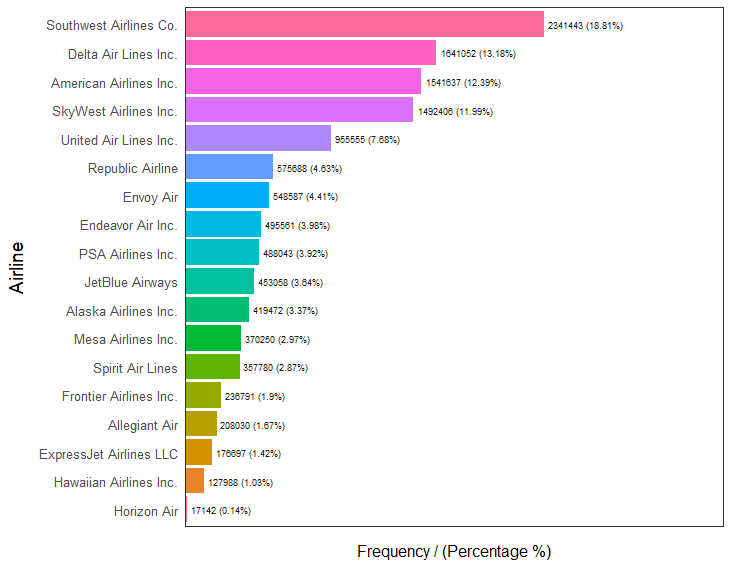 Southwest Airlines Co. 2341443 (18.81%)
Delta Air Lines Inc. 1641052 (13.18%)
American Airlines Inc. 1541637 (12.39%)
SkyWest Airlines Inc. 1492406 (11.99%)
United Air Lines Inc. 955555 (7.68%)
Republic Airline 575688 (4.63%)
Envoy Air 548587 (4.41%)
Endeavor Air Inc. 495561 (3.98%)
PSA Airlines Inc. 488043 (3.92%)
JetBlue Airways 453058 (3.64%)
Alaska Airlines Inc. 419472 (3.37%)
Mesa Airlines Inc. 370250 (2.97%)
Spirit Air Lines 357780 (2.87%)
Frontier Airlines Inc. 236791 (1.9%)
Allegiant Air 208030 (1.67%)
ExpressJet Airlines LLC 176697 (1.42%)
Hawaiian Airlines Inc. 127988 (1.03%)
Horizon Air 17142 (0.14%)
Airline
Frequency / (Percentage %)